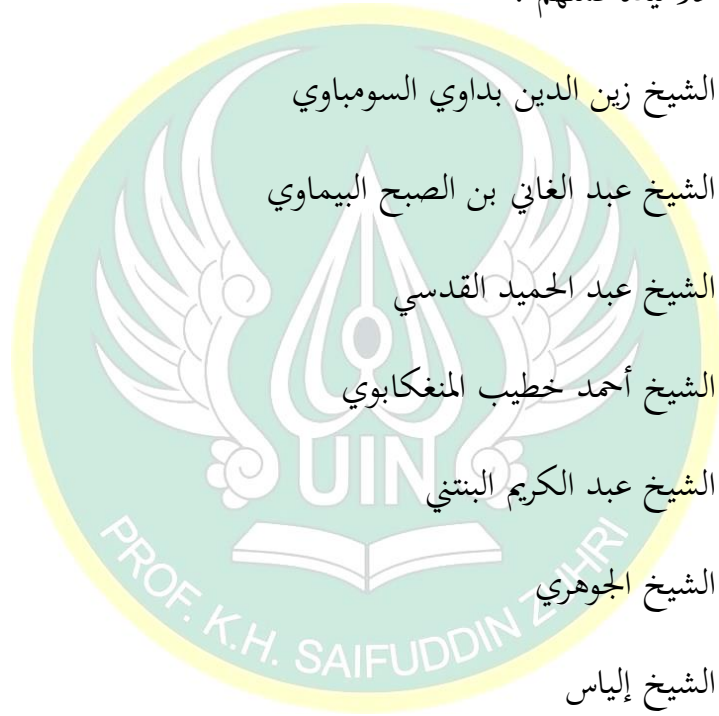 الشيخ زين الدين بداوي السومباوي
الشيخ عبد الغاني بن الصبح البيماوي
الشيخ عبد الحميد القدسي
الشيخ أحمد خطيب المنغكابوي
الشيخ عبد الكريم البنتني
الشيخ الجوهري
الشيخ إلياس
UIN
PROF. K.H. SAIFUDDIN ZUHRI